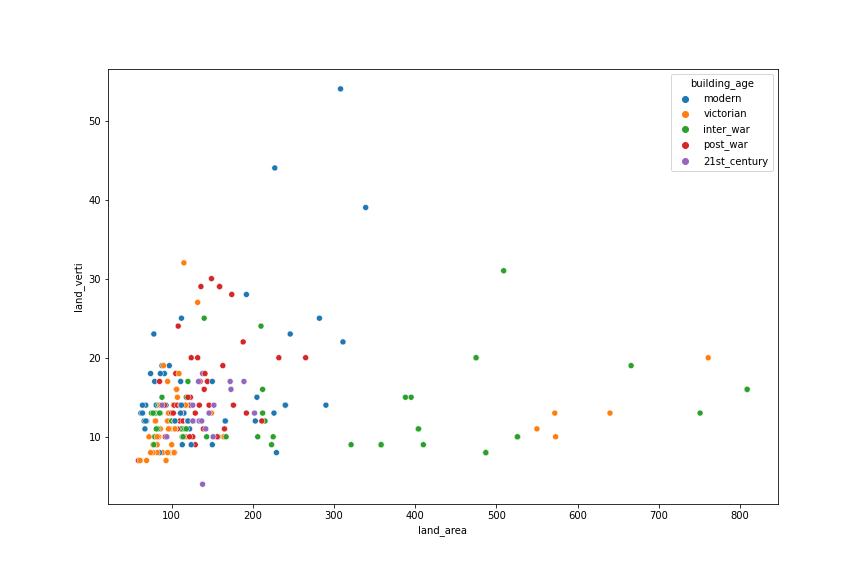 building_age
modern
victorian
inter_war
post_war
21st_century
land_verti
50
40
30
20
10
100 200 300 400 500 600 700 800
land_area